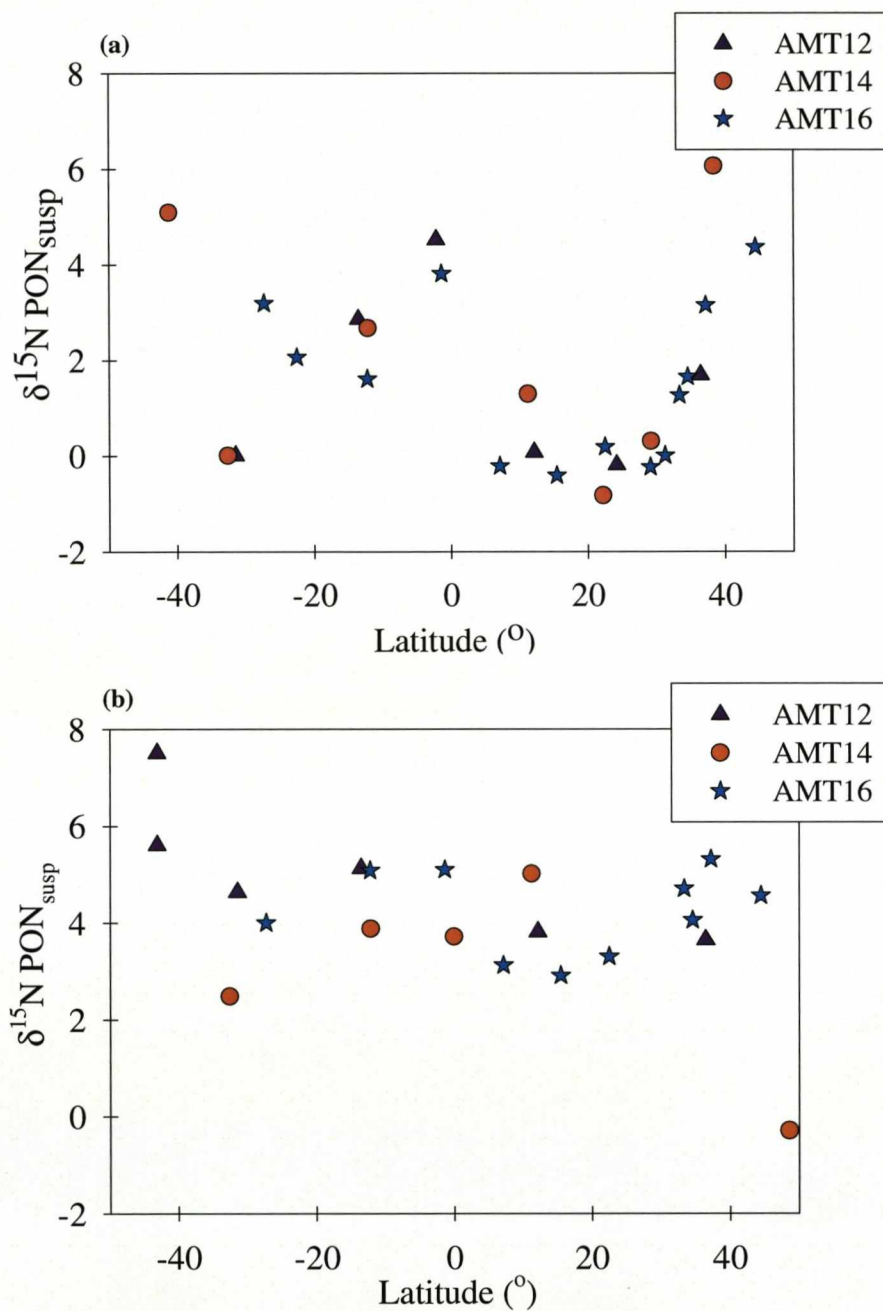 (a)
AMT12
AMT14
AMT16
8
6
4
2
0
-2
δ15N PONsusp
-40 -20 0 20 40
Latitude (O)
(b)
AMT12
AMT14
AMT16
8
6
4
2
0
-2
δ15N PONsusp
-40 -20 0 20 40
Latitude (o)